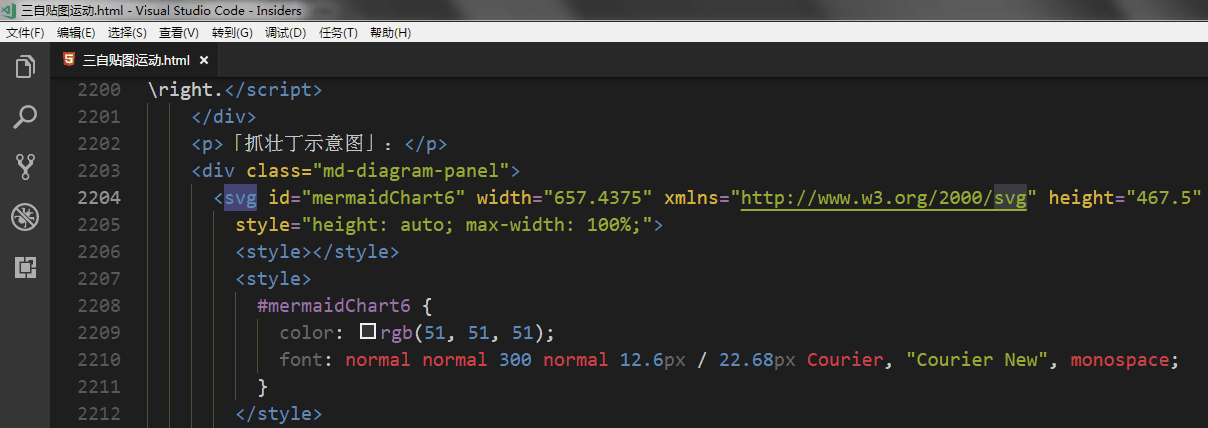 三自贴图运动.html - Visual Studio Code - Insiders
文件(F) 编辑(E) 选择(S) 查看(V) 转到(G) 调试(D) 任务(T) 帮助(H)
三自贴图运动.html ×
2200 \right.</script>
2201 </div>
2202 <p>「抓壮丁示意图」：</p>
2203 <div class="md-diagram-panel">
2204 <svg id="mermaidChart6" width="657.4375" xmlns="http://www.w3.org/2000/svg" height="467.5"
2205 style="height: auto; max-width: 100%;">
2206 <style></style>
2207 <style>
2208 #mermaidChart6 {
2209 color: rgb(51, 51, 51);
2210 font: normal normal 300 normal 12.6px / 22.68px Courier, "Courier New", monospace;
2211 }
2212 </style>